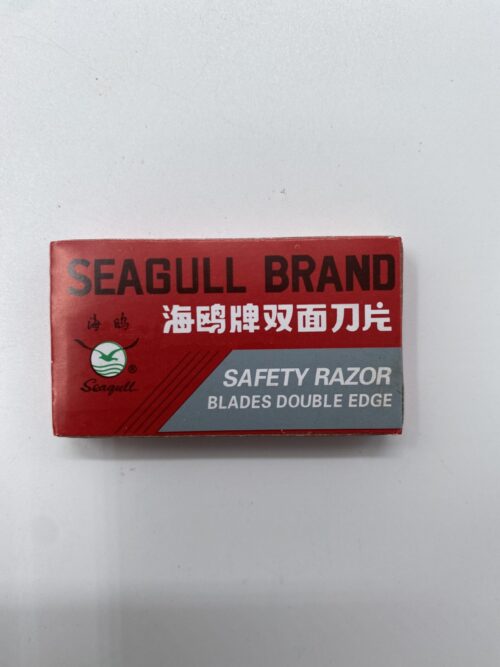 SEAGULL BRAND
海鸥牌双面刀片
海鸥
®
Seagull
SAFETY RAZOR
BLADES DOUBLE EDGE